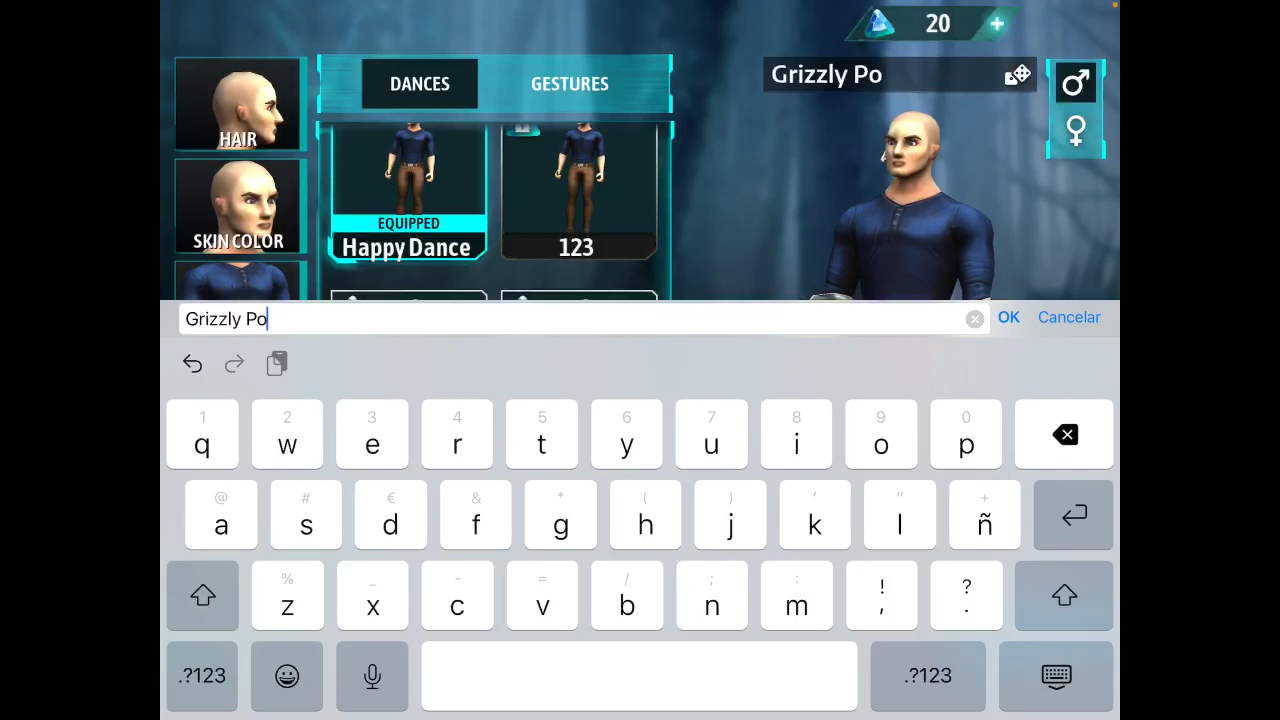 20
DANCES GESTURES
Grizzly Po
HAIR
SKIN COLOR
EQUIPPED
Happy Dance
123
Grizzly Po OK Cancelar
1 2 3 4 5 6 7 8 9 0
q w e r t y u i o p
@ # € & * ( ) ' " +
a s d f g h j k l ñ
% _ - = / ; : ! ?
z x c v b n m , .
.?123 .?123